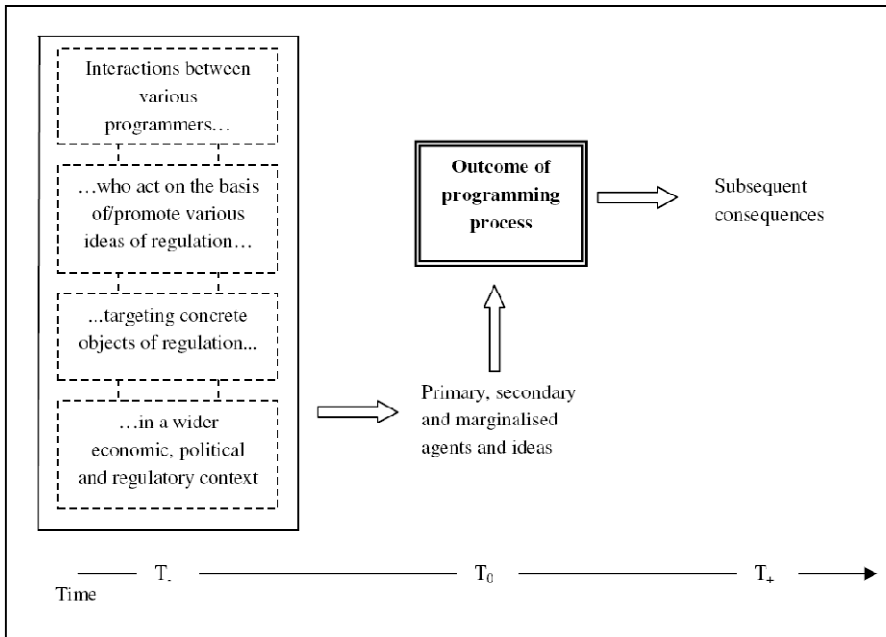 Interactions between
various
programmers…
…who act on the basis
of/promote various
ideas of regulation…
...targeting concrete
objects of regulation...
…in a wider
economic, political
and regulatory context
Primary, secondary
and marginalised
agents and ideas
Outcome of
programming
process
Subsequent
consequences
T-
T0
T+
Time